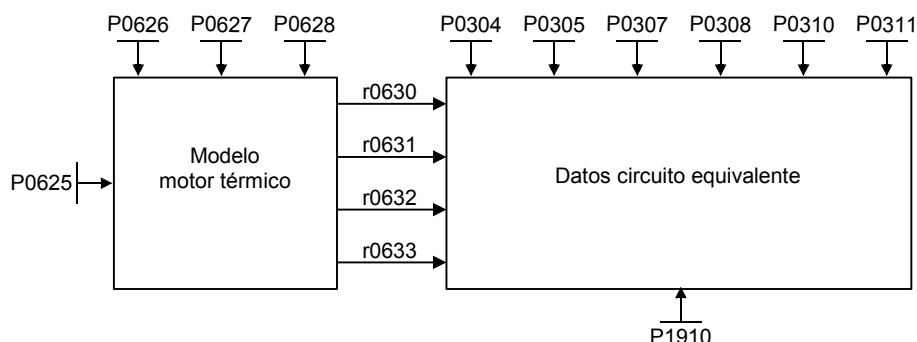 P0626 P0627 P0628 P0304 P0305 P0307 P0308 P0310 P0311
r0630
r0631
Modelo
motor térmico
Datos circuito equivalente
P0625
r0632
r0633
P1910